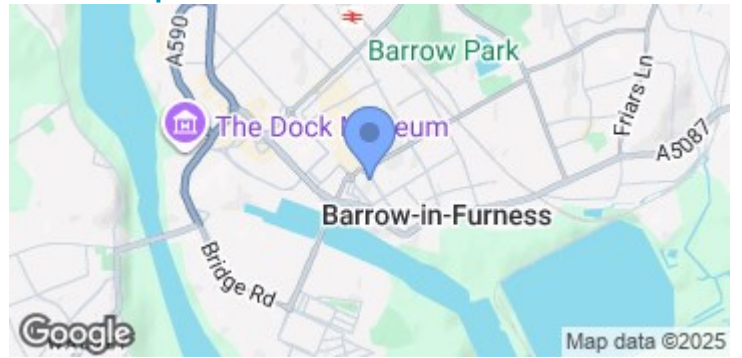 A590
Barrow Park
Friars Ln
The Dock Museum
A5087
Barrow-in-Furness
Bridge Rd
Google
Map data ©2025